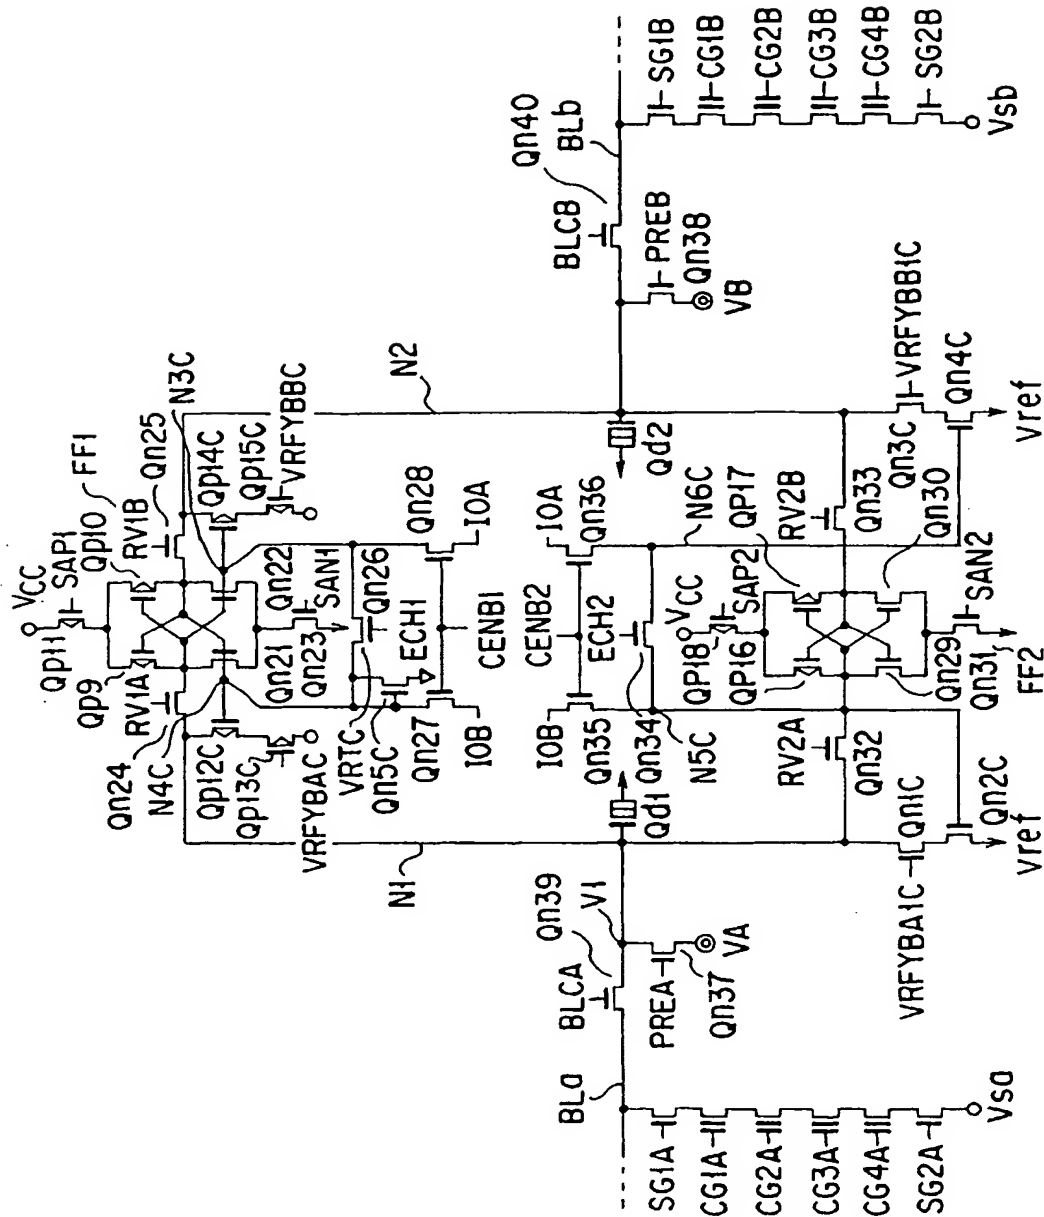 Vcc
SAP1
Qp11
FF1
Qp10
RV1B
Qn25
N3C
Qp9
RV1A
Qn24
N4C
Qp12C
Qp13C
VRFYBAC
Qp14C
Qp15C
VRFYBBC
Qn22
SAN1
Qn21
Qn23
Qn26
VRTC
Qn5C
ECH1
Qn27
Qn28
IOB
IOA
CENB1
N1
N2
CENB2
ECH2
IOB
IOA
Qn35
Qn36
Qn34
N5C
N6C
Qd1
Qd2
BLa
BLCA
Qn39
V1
PREA
Qn37
VA
BLCB
Qn40
BLb
PREB
Qn38
VB
VCC
QP18
SAP2
QP16
QP17
RV2A
Qn32
RV2B
Qn33
Qn29
Qn30
Qn31
SAN2
FF2
VRFYBA1C
Qn1C
Qn2C
Vref
Qn3C
VRFYBB1C
Qn4C
Vref
SG1A
CG1A
CG2A
CG3A
CG4A
SG2A
Vsa
SG1B
CG1B
CG2B
CG3B
CG4B
SG2B
Vsb